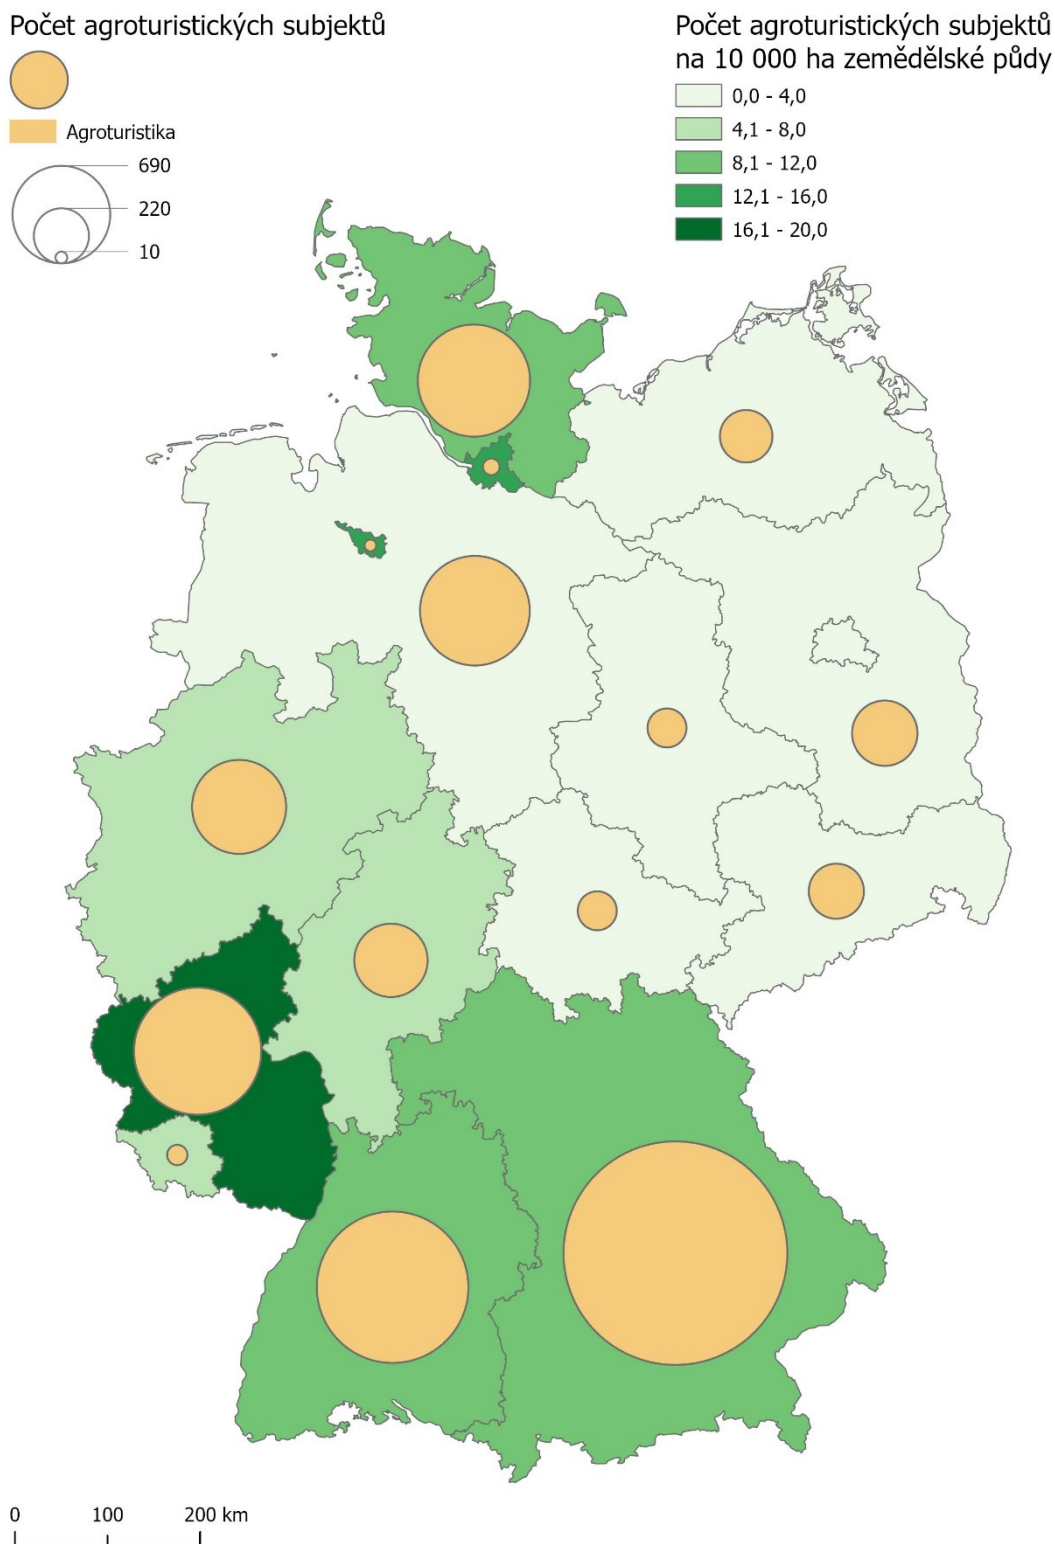 Počet agroturistických subjektů
Agroturistika
690
220
10
Počet agroturistických subjektů
na 10 000 ha zemědělské půdy
0,0 - 4,0
4,1 - 8,0
8,1 - 12,0
12,1 - 16,0
16,1 - 20,0
0 100 200 km